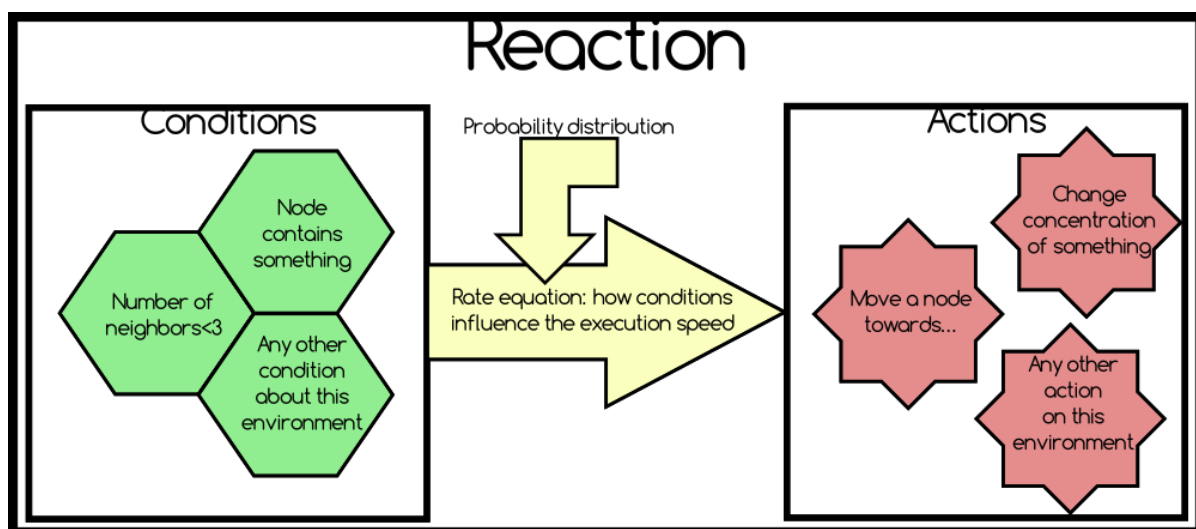 Reaction
Conditions
Node
contains
something
Number of
neighbors<3
Any other
condition
about this
environment
Probability distribution
Rate equation: how conditions
influence the execution speed
Actions
Change
concentration
of something
Move a node
towards...
Any other
action
on this
environment